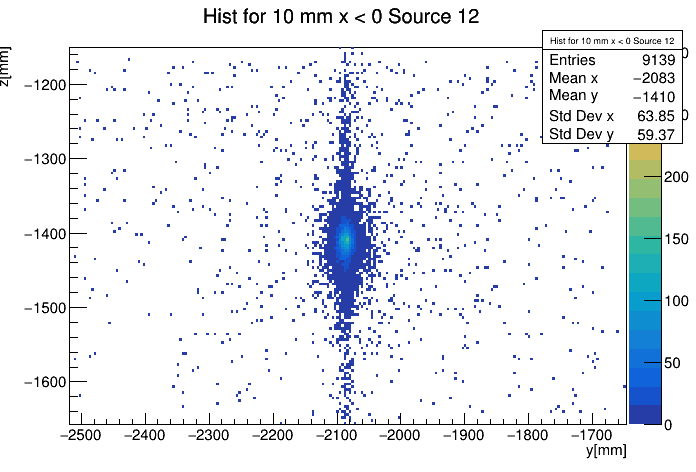 Hist for 10 mm x < 0 Source 12
z[mm]
Hist for 10 mm x < 0 Source 12
Entries 9139
Mean x −2083
Mean y −1410
Std Dev x 63.85
Std Dev y 59.37
−1200
−1300
−1400
−1500
−1600
−2500 −2400 −2300 −2200 −2100 −2000 −1900 −1800 −1700
y[mm]
200
150
100
50
0